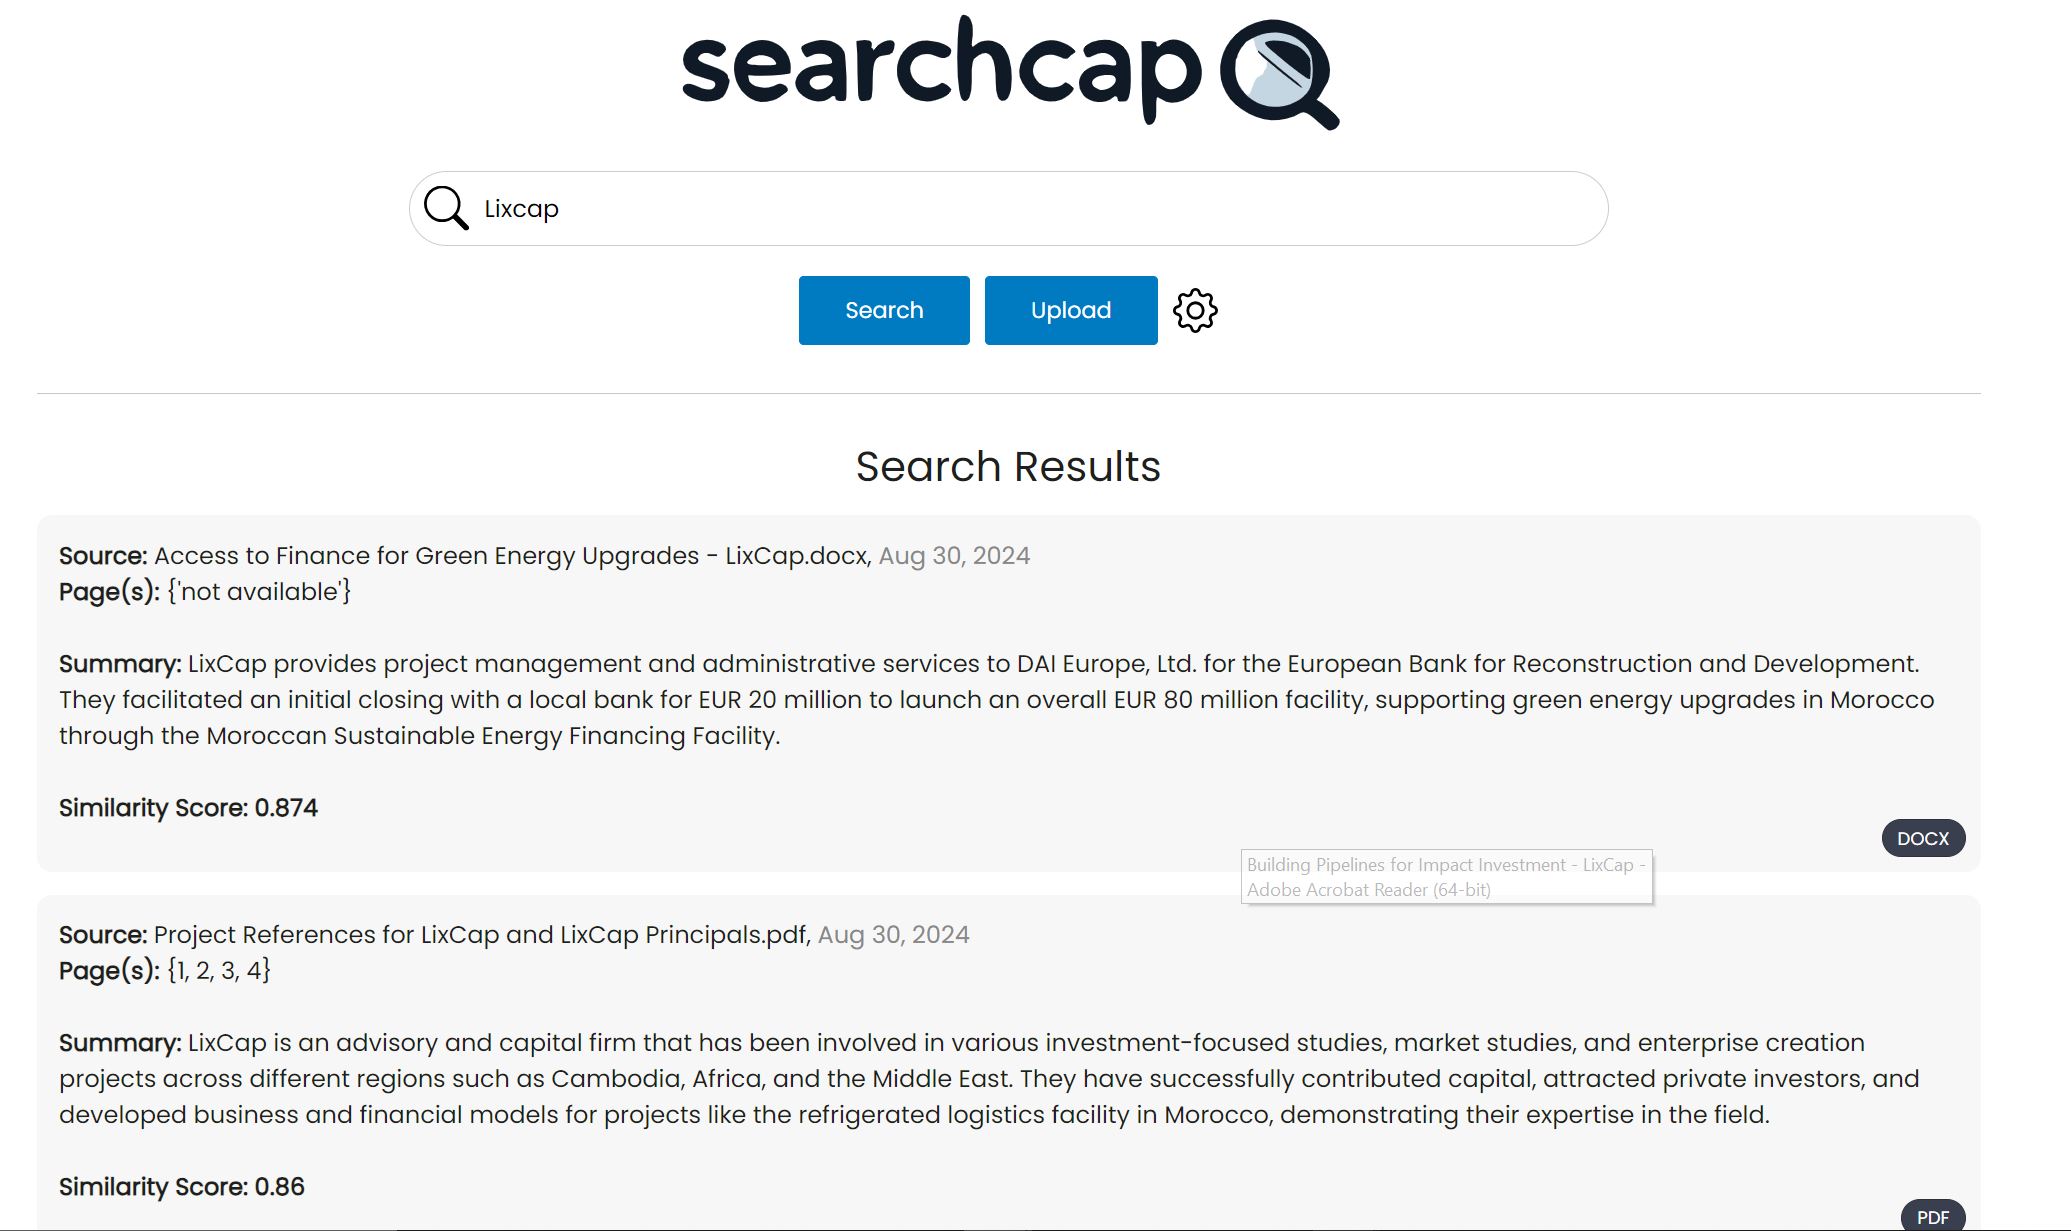 searchcap
Lixcap
Search
Upload
Search Results
Source: Access to Finance for Green Energy Upgrades - LixCap.docx, Aug 30, 2024
Page(s): {'not available'}
Summary: LixCap provides project management and administrative services to DAI Europe, Ltd. for the European Bank for Reconstruction and Development.
They facilitated an initial closing with a local bank for EUR 20 million to launch an overall EUR 80 million facility, supporting green energy upgrades in Morocco
through the Moroccan Sustainable Energy Financing Facility.
Similarity Score: 0.874
DOCX
Building Pipelines for Impact Investment - LixCap -
Adobe Acrobat Reader (64-bit)
Source: Project References for LixCap and LixCap Principals.pdf, Aug 30, 2024
Page(s): {1, 2, 3, 4}
Summary: LixCap is an advisory and capital firm that has been involved in various investment-focused studies, market studies, and enterprise creation
projects across different regions such as Cambodia, Africa, and the Middle East. They have successfully contributed capital, attracted private investors, and
developed business and financial models for projects like the refrigerated logistics facility in Morocco, demonstrating their expertise in the field.
Similarity Score: 0.86
PDF